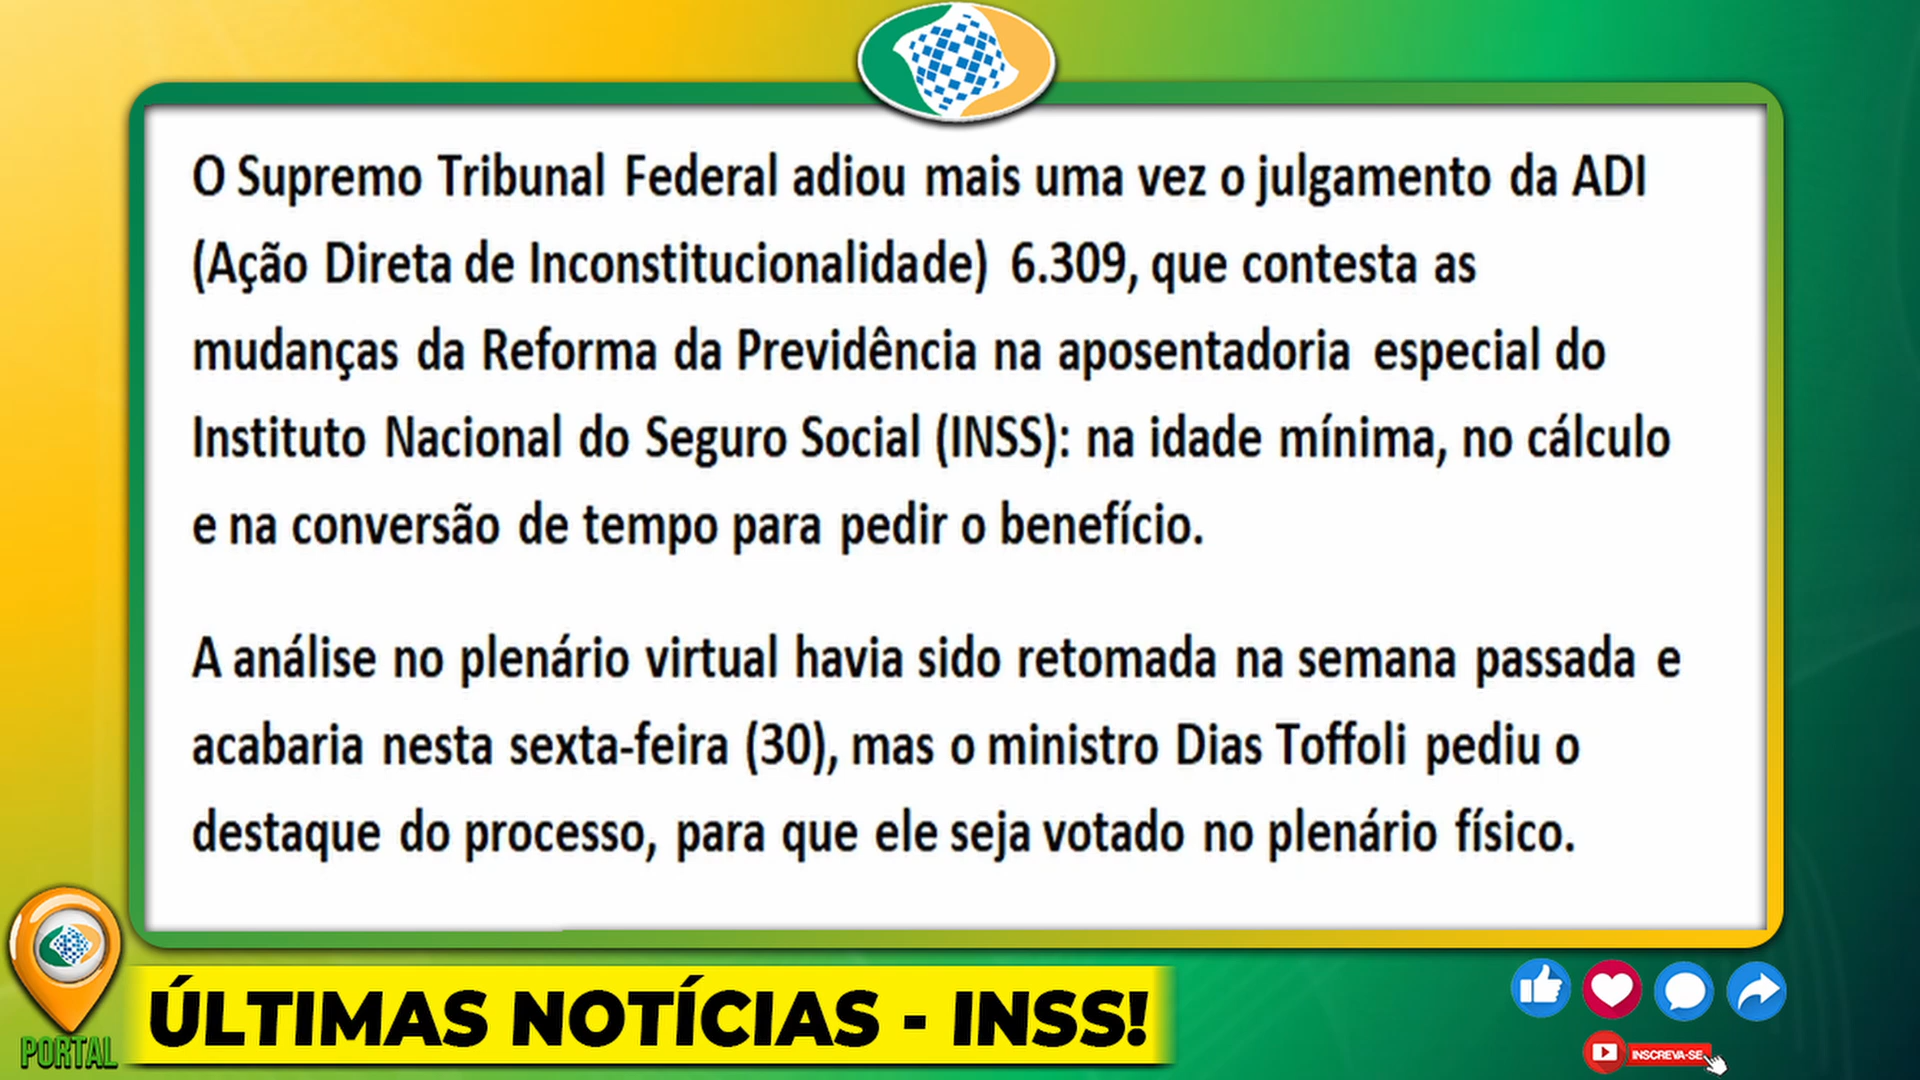 O Supremo Tribunal Federal adiou mais uma vez o julgamento da ADI
(Ação Direta de Inconstitucionalidade) 6.309, que contesta as
mudanças da Reforma da Previdência na aposentadoria especial do
Instituto Nacional do Seguro Social (INSS): na idade mínima, no cálculo
e na conversão de tempo para pedir o benefício.
A análise no plenário virtual havia sido retomada na semana passada e
acabaria nesta sexta-feira (30), mas o ministro Dias Toffoli pediu o
destaque do processo, para que ele seja votado no plenário físico.
ÚLTIMAS NOTÍCIAS - INSS!
PORTAL
INSCREVA-SE